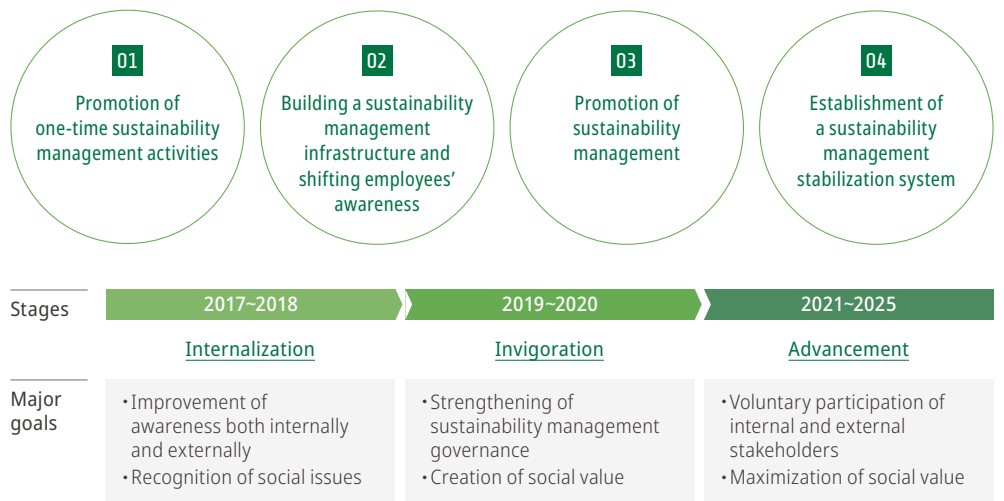 01
Promotion of
one-time sustainability
management activities
02
Building a sustainability
management
infrastructure and
shifting employees’
awareness
03
Promotion of
sustainability
management
04
Establishment of
a sustainability
management
stabilization system
Stages
2017~2018
2019~2020
2021~2025
Internalization
Invigoration
Advancement
Major
goals
・Improvement of
awareness both internally
and externally
・Recognition of social issues
・Strengthening of
sustainability management
governance
・Creation of social value
・Voluntary participation of
internal and external
stakeholders
・Maximization of social value